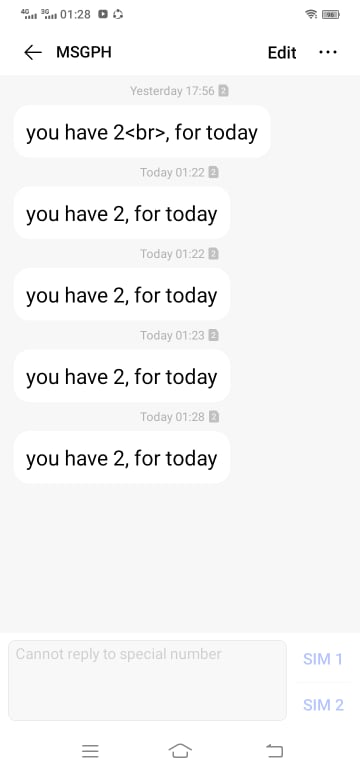 4G 3G 01:28 96
MSGPH Edit ...
Yesterday 17:56 2
you have 2<br>, for today
Today 01:22 2
you have 2, for today
Today 01:22 2
you have 2, for today
Today 01:23 2
you have 2, for today
Today 01:28 2
you have 2, for today
Cannot reply to special number
SIM 1
SIM 2